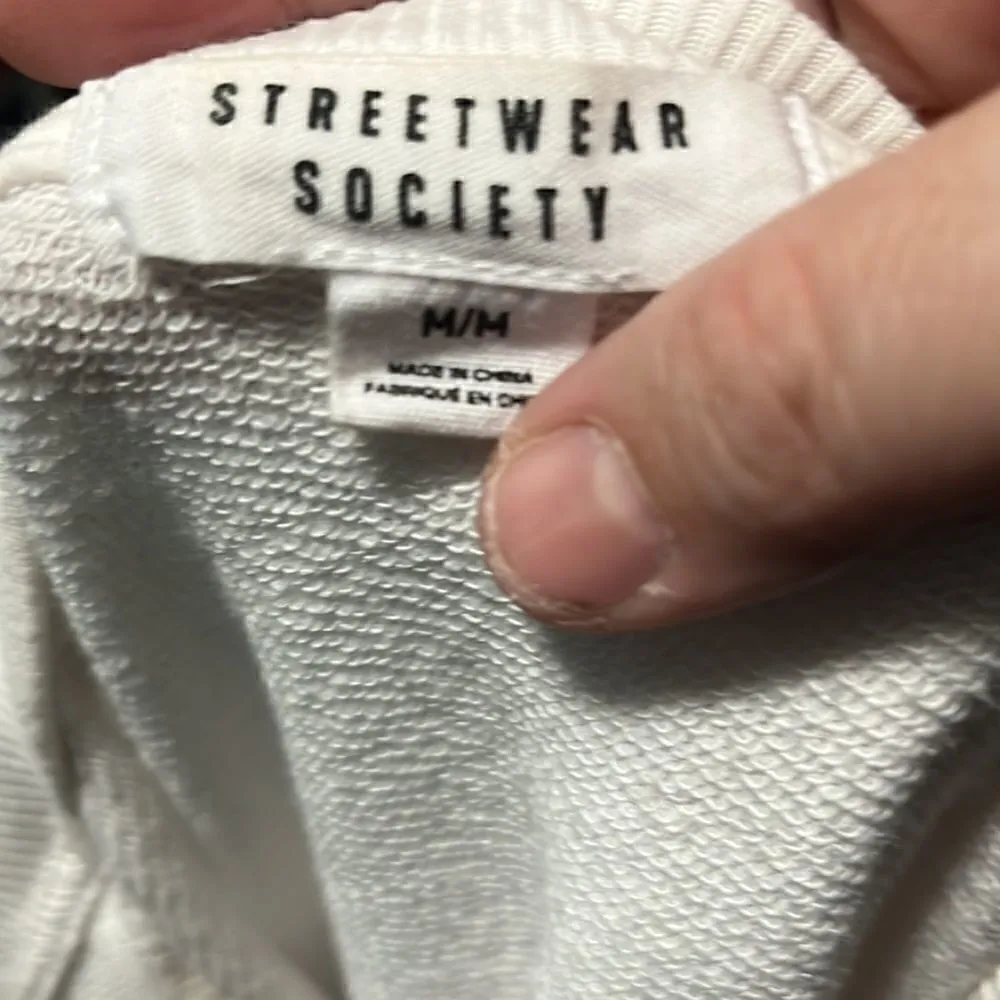 STREETWEAR
SOCIETY
M/M
MADE IN CHINA
FABRIQUÉ EN